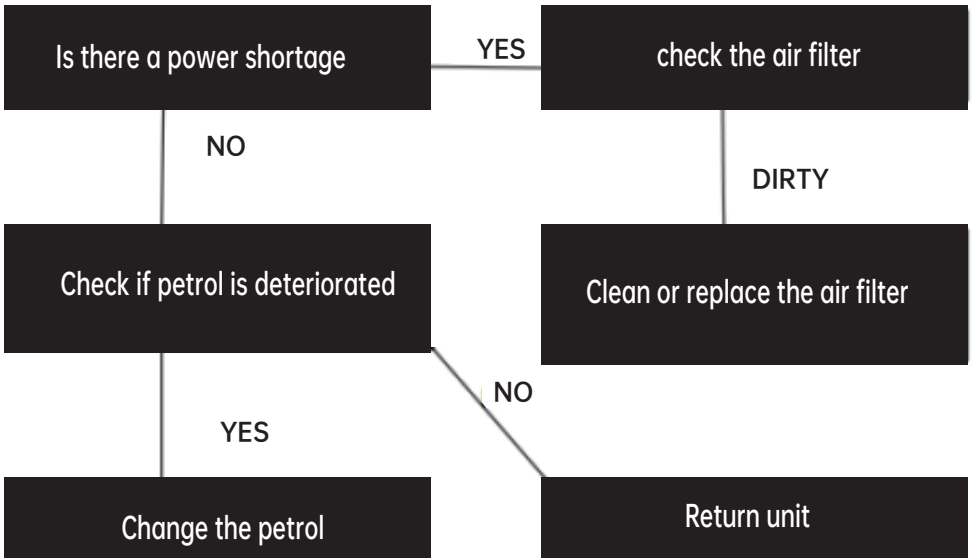 Is there a power shortage
YES
check the air filter
NO
DIRTY
Check if petrol is deteriorated
Clean or replace the air filter
NO
YES
Change the petrol
Return unit